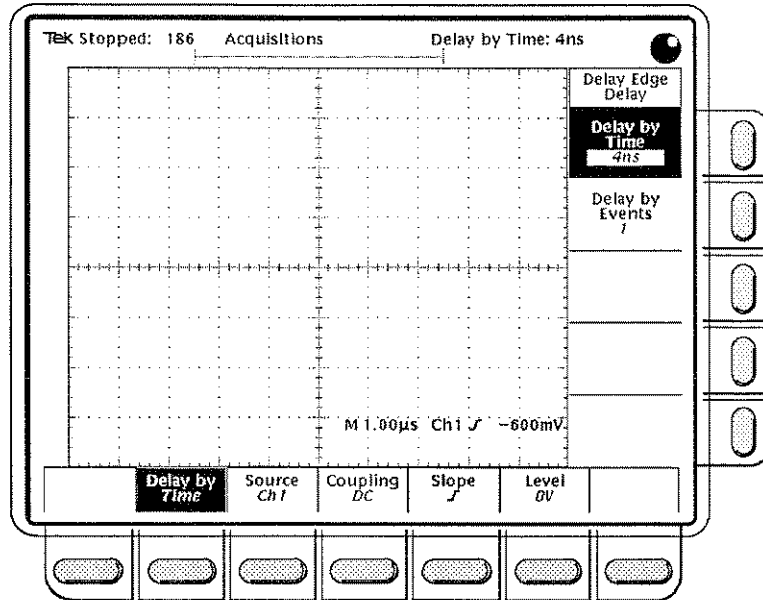 Tek Stopped: 186 Acquisitions Delay by Time: 4ns
Delay Edge
Delay
Delay by
Time
4ns
Delay by
Events
1
M 1.00µs Ch1 ʃ -600mV
Delay by
Time
Source
Ch1
Coupling
DC
Slope
ʃ
Level
0V